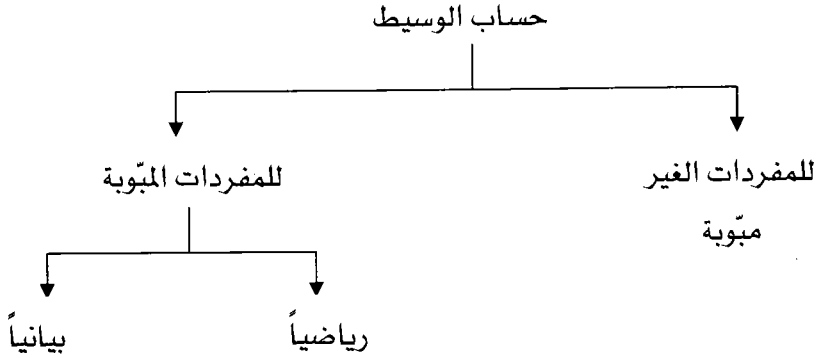 حساب الوسيط
للمفردات الغير
مبّوبة
للمفردات المبّوبة
رياضياً
بيانياً